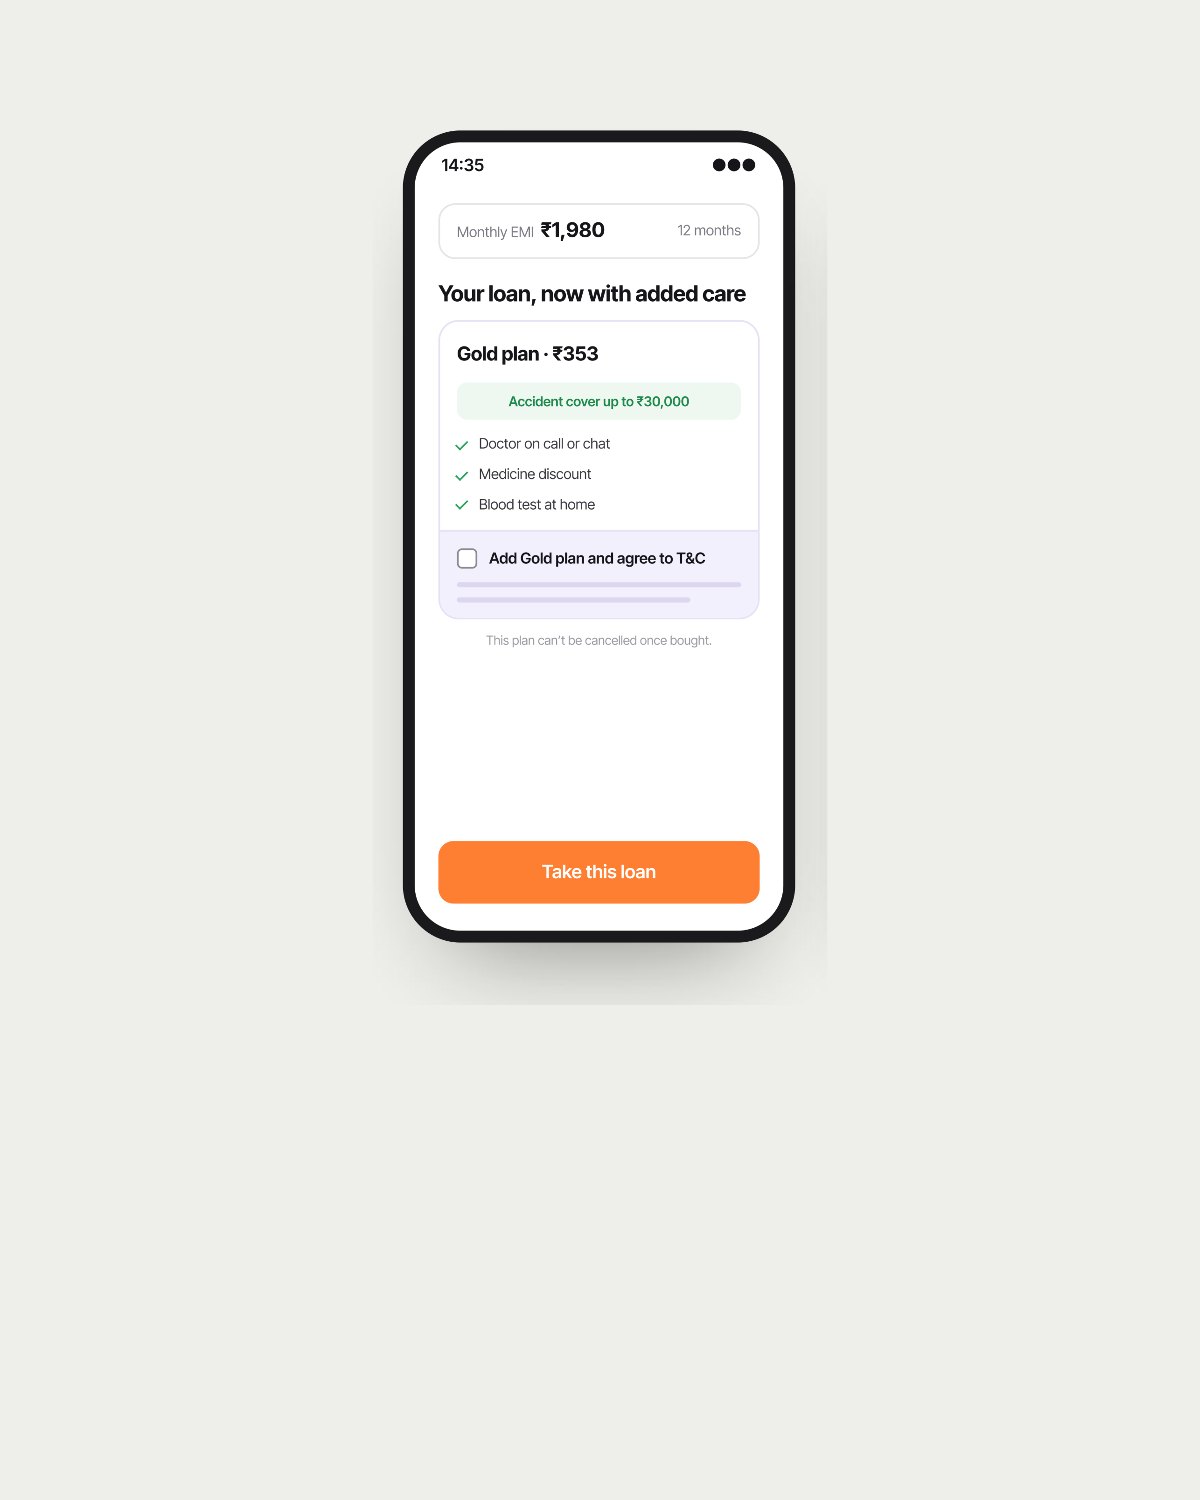 14:35
Monthly EMI ₹1,980 12 months
Your loan, now with added care
Gold plan · ₹353
Accident cover up to ₹30,000
Doctor on call or chat
Medicine discount
Blood test at home
Add Gold plan and agree to T&C
This plan can’t be cancelled once bought.
Take this loan